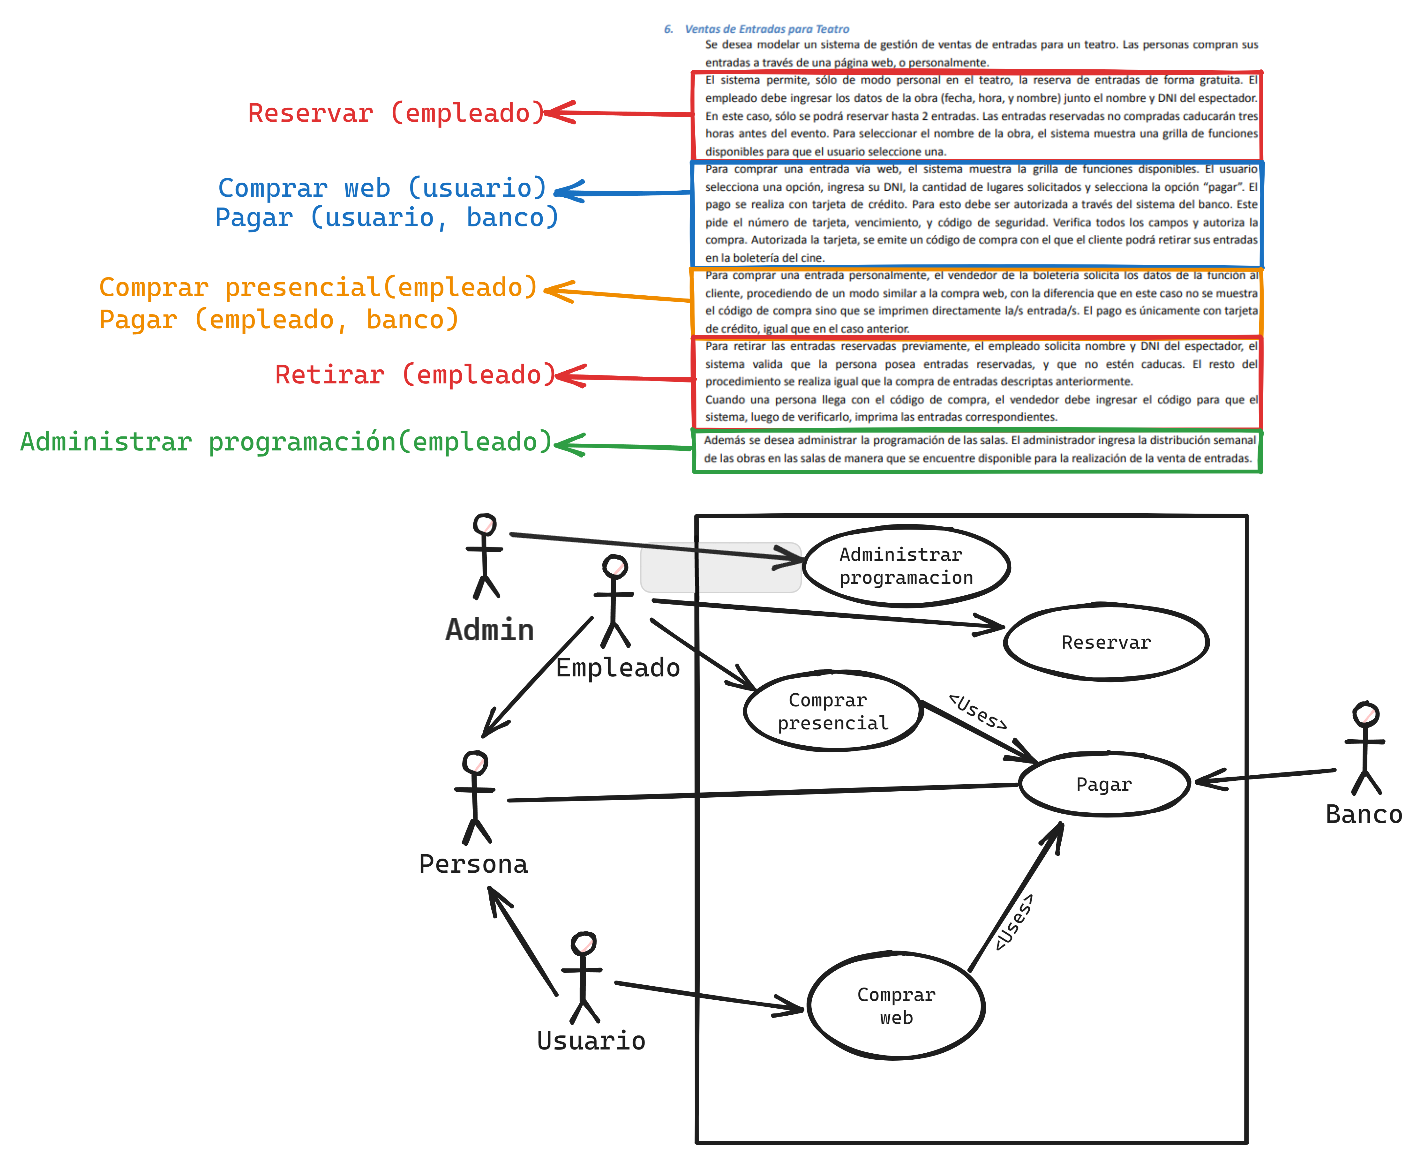 6. Ventas de Entradas para Teatro
Se desea modelar un sistema de gestión de ventas de entradas para un teatro. Las personas compran sus
entradas a través de una página web, o personalmente.
El sistema permite, sólo de modo personal en el teatro, la reserva de entradas de forma gratuita. El
empleado debe ingresar los datos de la obra (fecha, hora, y nombre) junto el nombre y DNI del espectador.
En este caso, sólo se podrá reservar hasta 2 entradas. Las entradas reservadas no compradas caducarán tres
horas antes del evento. Para seleccionar el nombre de la obra, el sistema muestra una grilla de funciones
disponibles para que el usuario seleccione una.
Reservar (empleado)
Para comprar una entrada vía web, el sistema muestra la grilla de funciones disponibles. El usuario
selecciona una opción, ingresa su DNI, la cantidad de lugares solicitados y selecciona la opción “pagar”. El
pago se realiza con tarjeta de crédito. Para esto debe ser autorizada a través del sistema del banco. Este
pide el número de tarjeta, vencimiento, y código de seguridad. Verifica todos los campos y autoriza la
compra. Autorizada la tarjeta, se emite un código de compra con el que el cliente podrá retirar sus entradas
en la boletería del cine.
Comprar web (usuario)
Pagar (usuario, banco)
Para comprar una entrada personalmente, el vendedor de la boletería solicita los datos de la función al
cliente, procediendo de un modo similar a la compra web, con la diferencia que en este caso no se muestra
el código de compra sino que se imprimen directamente la/s entrada/s. El pago es únicamente con tarjeta
de crédito, igual que en el caso anterior.
Comprar presencial(empleado)
Pagar (empleado, banco)
Para retirar las entradas reservadas previamente, el empleado solicita nombre y DNI del espectador, el
sistema valida que la persona posea entradas reservadas, y que no estén caducas. El resto del
procedimiento se realiza igual que la compra de entradas descriptas anteriormente.
Cuando una persona llega con el código de compra, el vendedor debe ingresar el código para que el
sistema, luego de verificarlo, imprima las entradas correspondientes.
Retirar (empleado)
Además se desea administrar la programación de las salas. El administrador ingresa la distribución semanal
de las obras en las salas de manera que se encuentre disponible para la realización de la venta de entradas.
Administrar programación(empleado)
Admin
Administrar
programacion
Empleado
Reservar
Comprar
presencial
<Uses>
Pagar
Banco
Persona
<Uses>
Usuario
Comprar
web